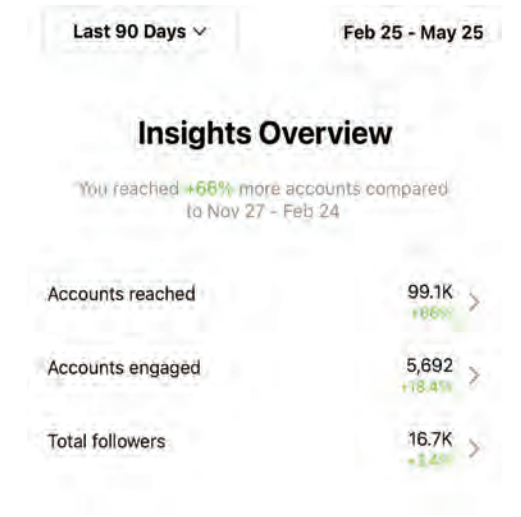 Last 90 Days
Feb 25 - May 25
Insights Overview
You reached +66% more accounts compared
to Nov 27 - Feb 24
Accounts reached
99.1K
+66%
Accounts engaged
5,692
+18.4%
Total followers
16.7K